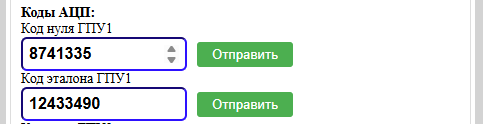 Коды АЦП:
Код нуля ГПУ1
8741335 Отправить
Код эталона ГПУ1
12433490 Отправить